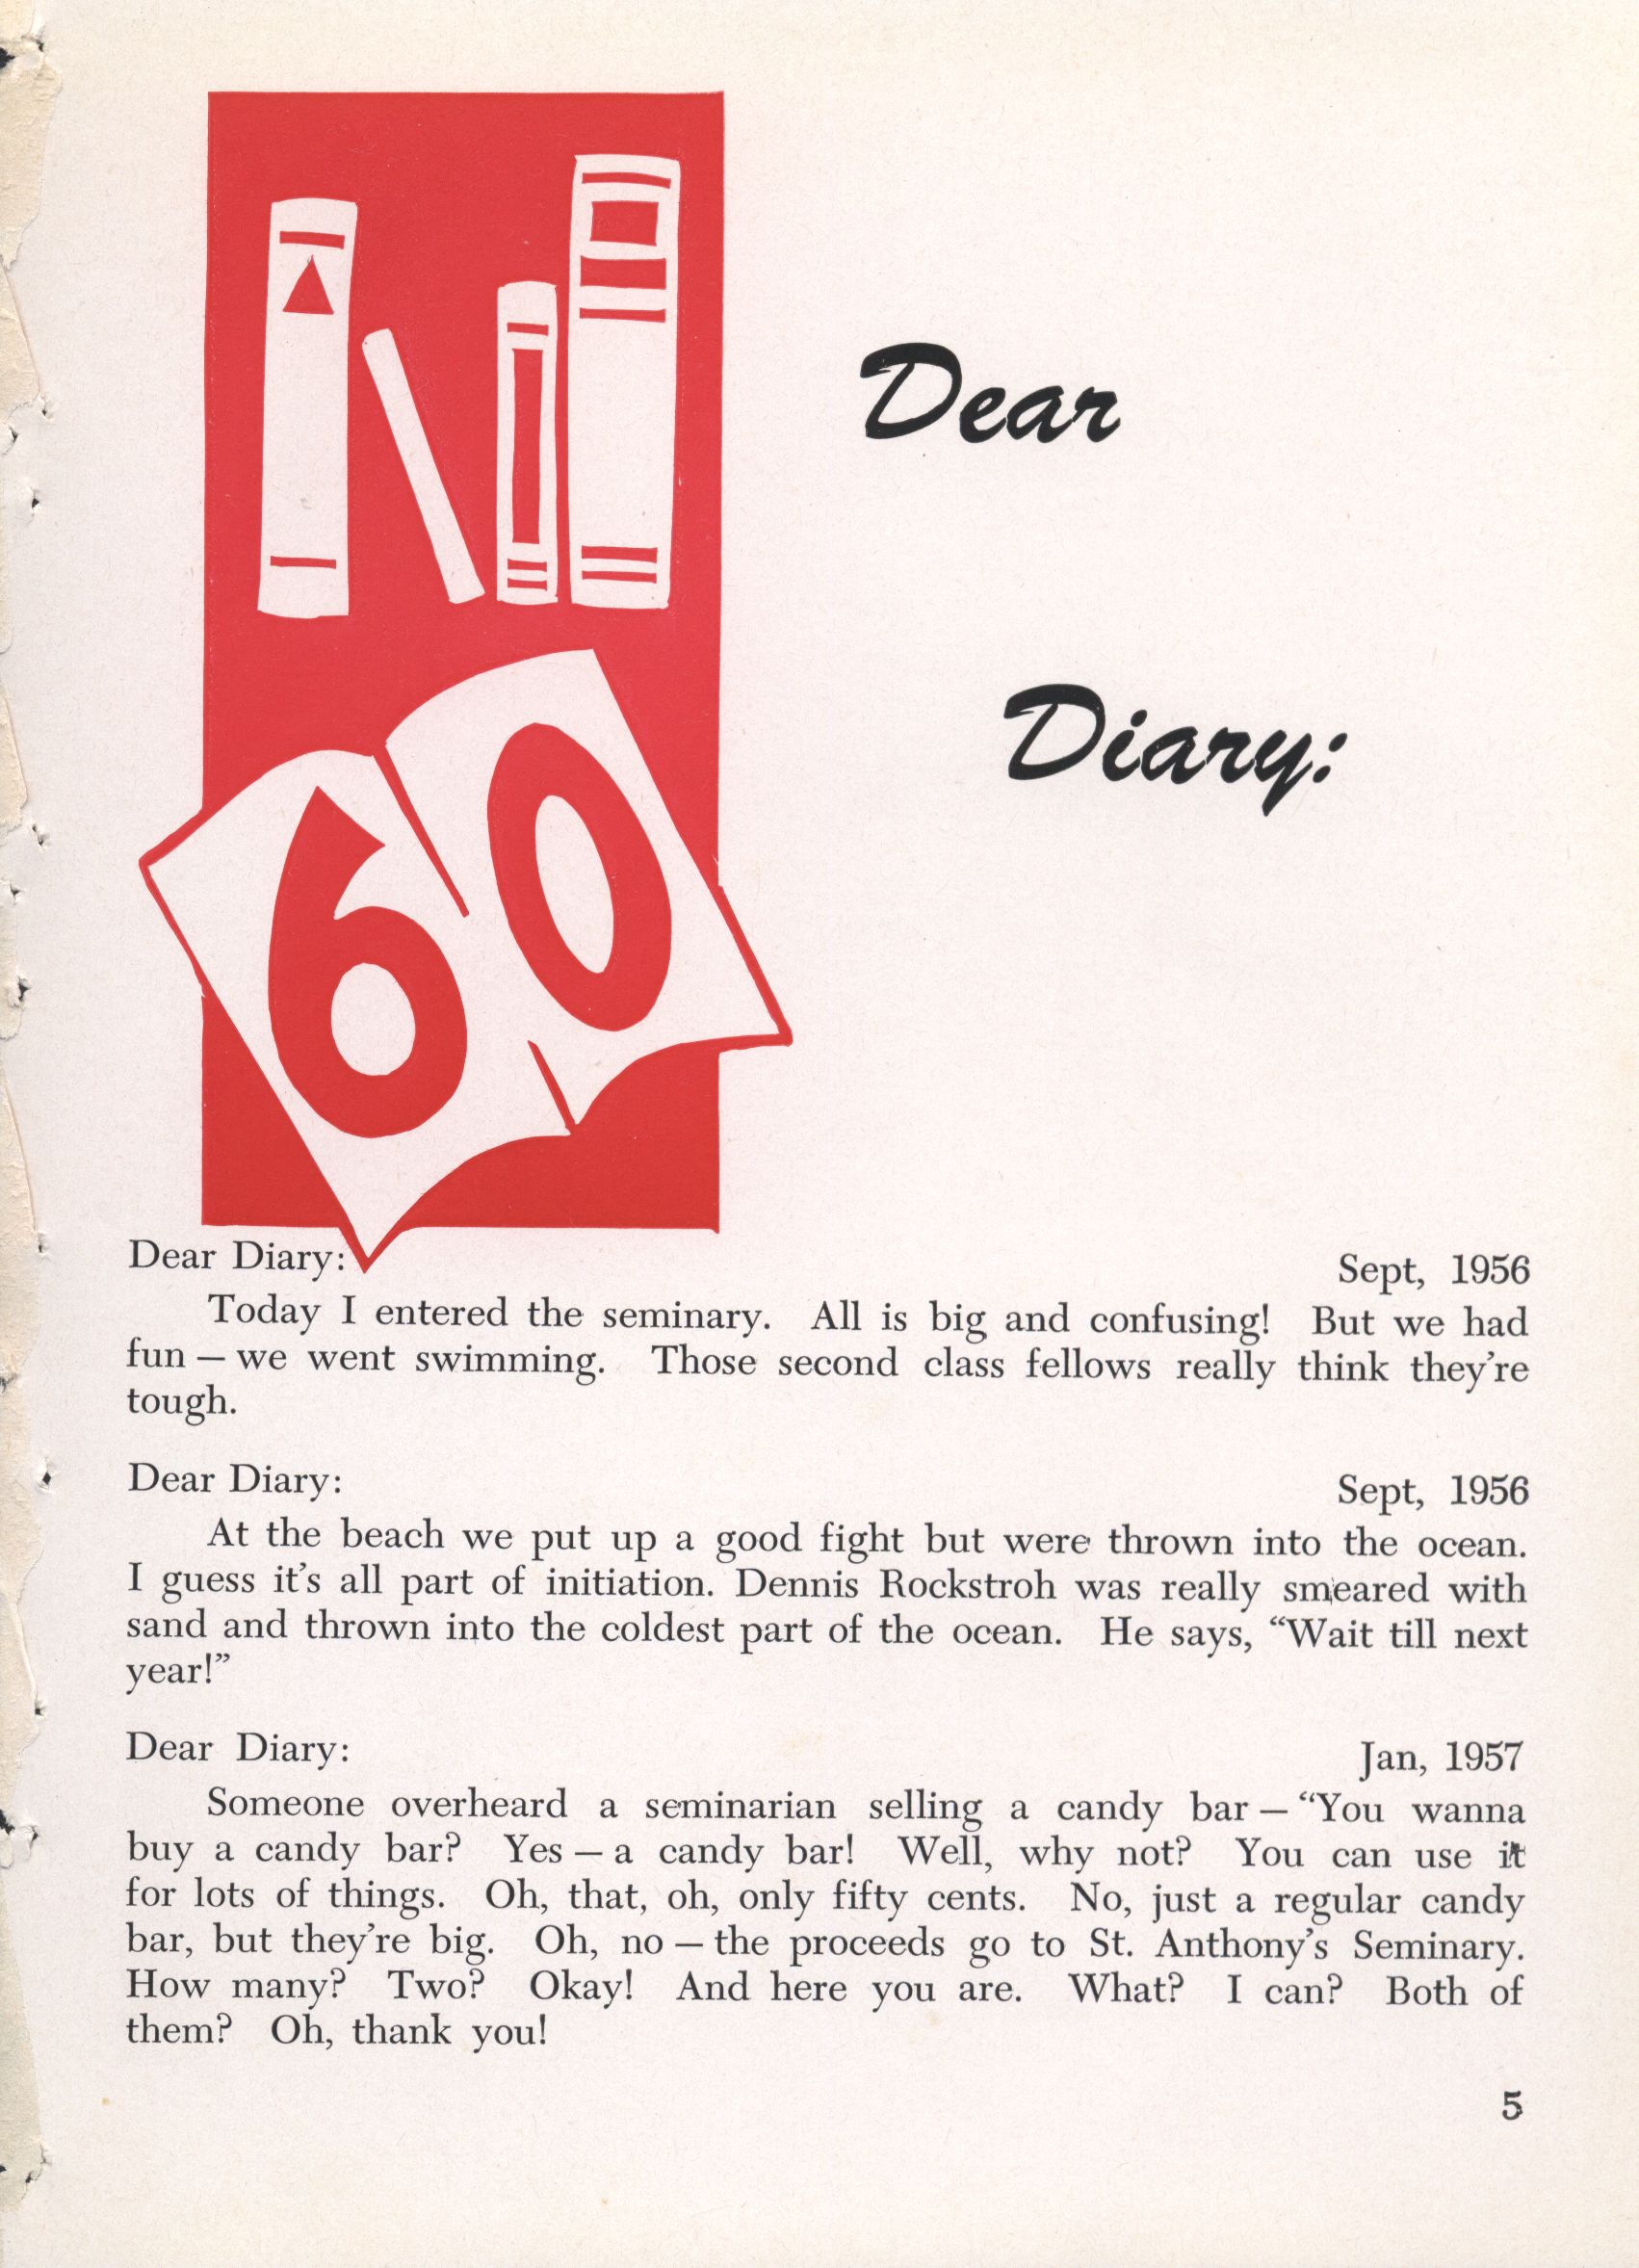 Dear
Diary:
60
Dear Diary: Sept, 1956
Today I entered the seminary. All is big and confusing! But we had
fun — we went swimming. Those second class fellows really think they're
tough.
Dear Diary: Sept, 1956
At the beach we put up a good fight but were thrown into the ocean.
I guess it's all part of initiation. Dennis Rockstroh was really smeared with
sand and thrown into the coldest part of the ocean. He says, “Wait till next
year!”
Dear Diary: Jan, 1957
Someone overheard a seminarian selling a candy bar — “You wanna
buy a candy bar? Yes — a candy bar! Well, why not? You can use it
for lots of things. Oh, that, oh, only fifty cents. No, just a regular candy
bar, but they're big. Oh, no — the proceeds go to St. Anthony's Seminary.
How many? Two? Okay! And here you are. What? I can? Both of
them? Oh, thank you!
5